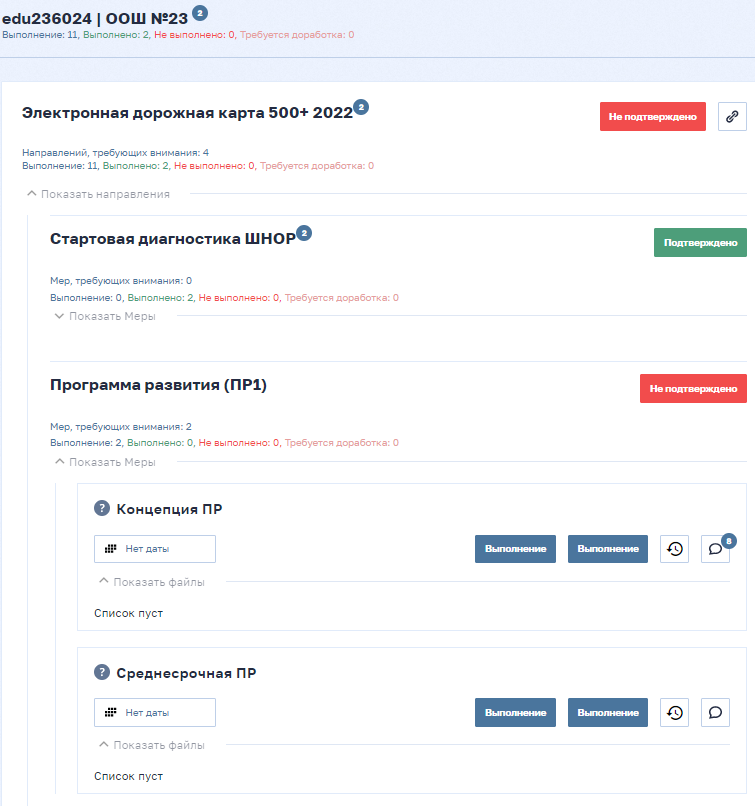 edu236024 | ООШ №23 2
Выполнение: 11, Выполнено: 2, Не выполнено: 0, Требуется доработка: 0
Электронная дорожная карта 500+ 2022 2
Не подтверждено
Направлений, требующих внимания: 4
Выполнение: 11, Выполнено: 2, Не выполнено: 0, Требуется доработка: 0
Показать направления
Стартовая диагностика ШНОР 2
Подтверждено
Мер, требующих внимания: 0
Выполнение: 0, Выполнено: 2, Не выполнено: 0, Требуется доработка: 0
Показать Меры
Программа развития (ПР1)
Не подтверждено
Мер, требующих внимания: 2
Выполнение: 2, Выполнено: 0, Не выполнено: 0, Требуется доработка: 0
Показать Меры
? Концепция ПР
Нет даты Выполнение Выполнение 8
Показать файлы
Список пуст
? Среднесрочная ПР
Нет даты Выполнение Выполнение
Показать файлы
Список пуст